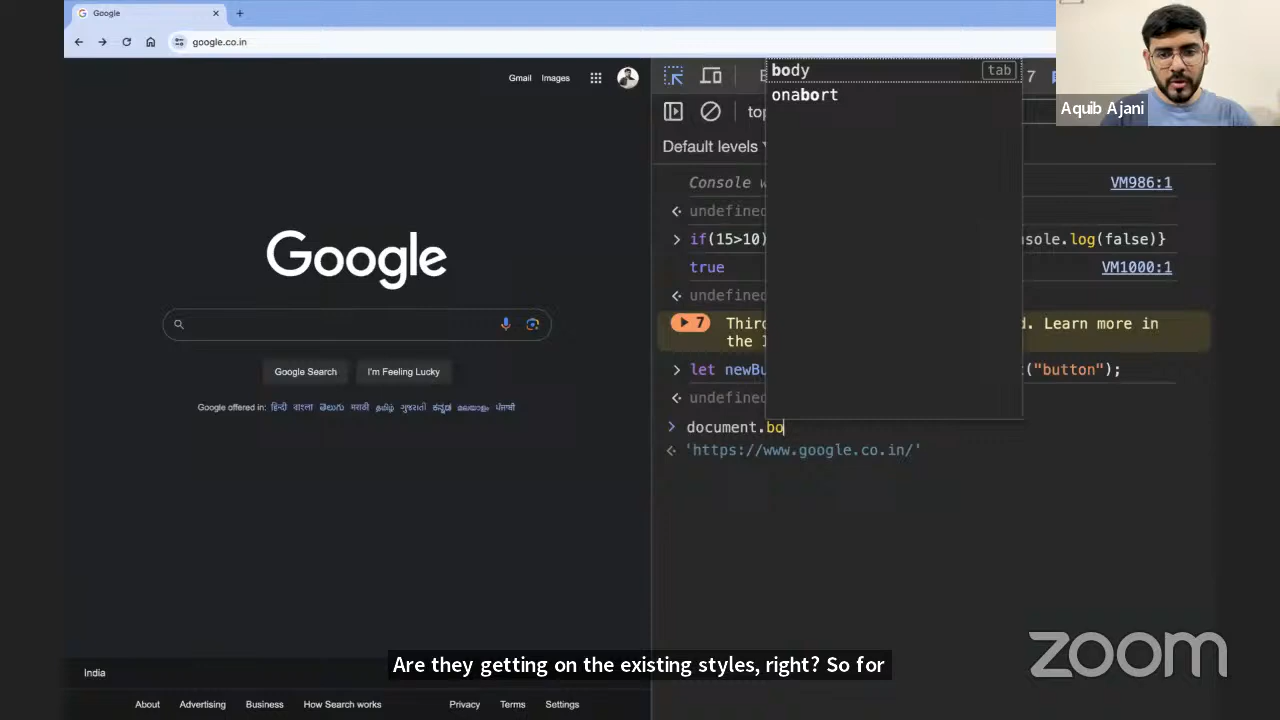 Google
google.co.in
Gmail Images
Aquib Ajani
body tab
onabort
7
top
Default levels
Console w
VM986:1
undefined
if(15>10)
sole.log(false)}
true
VM1000:1
undefined
7 Third
d. Learn more in
the I
let newBu
("button");
undefined
document.bo
'https://www.google.co.in/'
Google
Google Search I'm Feeling Lucky
Google offered in: हिन्दी বাংলা తెలుగు मराठी தமிழ் ગુજરાતી ಕನ್ನಡ മലയാളം ਪੰਜਾਬੀ
India
About Advertising Business How Search works Privacy Terms Settings
Are they getting on the existing styles, right? So for
zoom